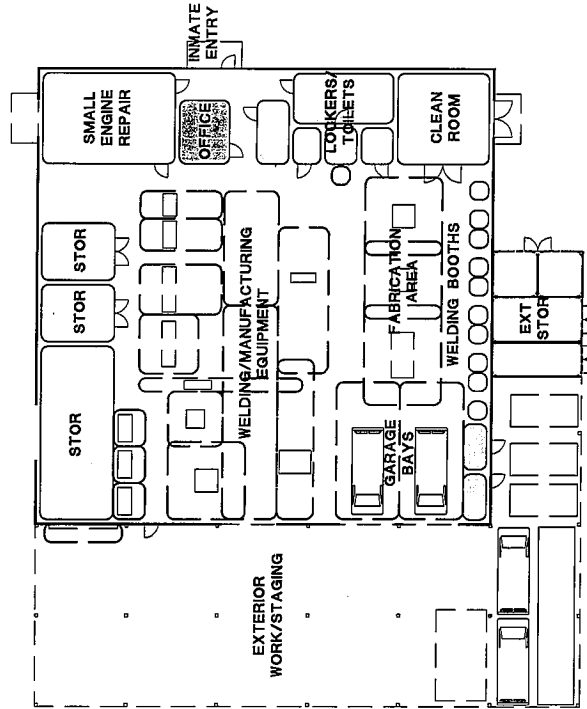 INMATE
ENTRY
SMALL
ENGINE
REPAIR
OFFICE
LOCKERS/
TOILETS
CLEAN
ROOM
STOR
STOR
STOR
WELDING/MANUFACTURING
EQUIPMENT
FABRICATION
AREA
WELDING BOOTHS
EXT
STOR
GARAGE
BAYS
EXTERIOR
WORK/STAGING